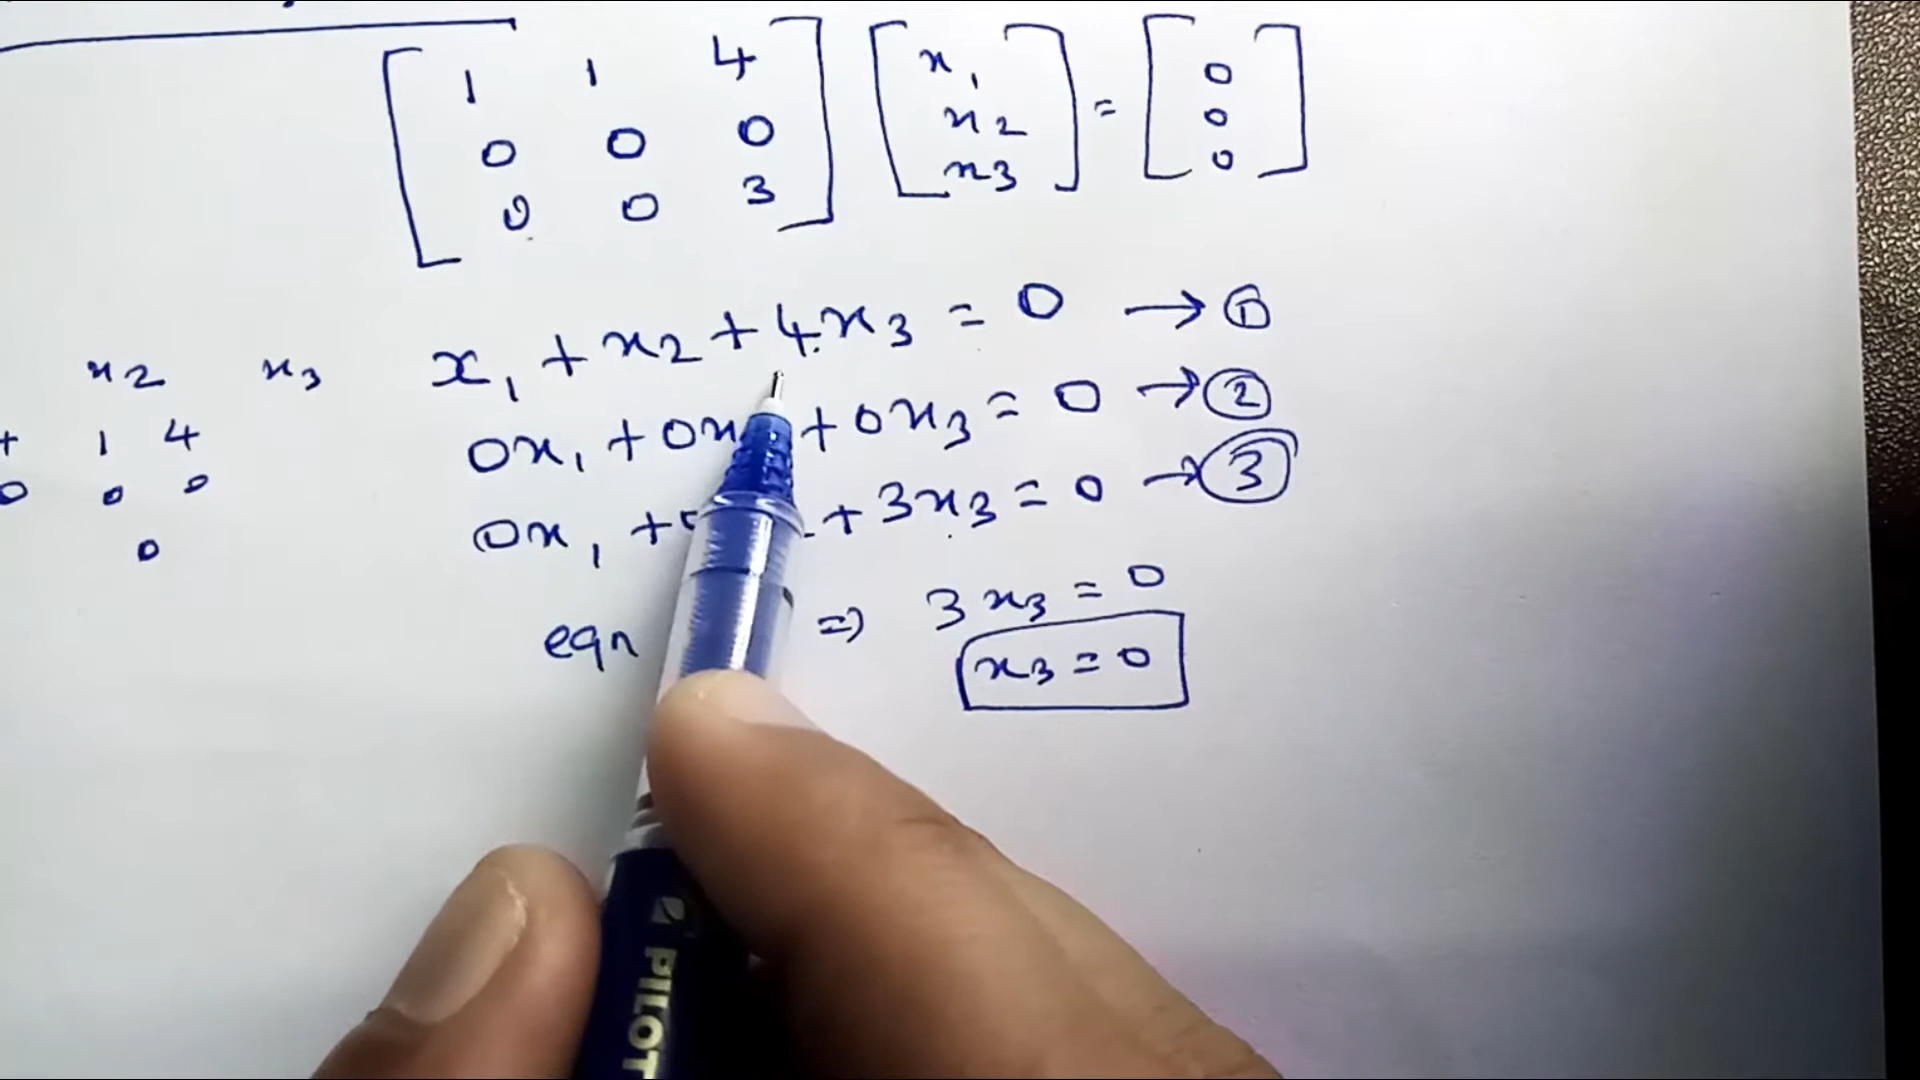 [1 1 4] [x1] = [0]
[0 0 0] [x2] [0]
[0 0 3] [x3] [0]
x1 + x2 + 4x3 = 0 → ①
x2 x3
0x1 + 0x + 0x3 = 0 → ②
1 4
0x1 + + 3x3 = 0 → ③
0 0 0
0
eqn ⇒ 3x3 = 0
x3 = 0
PILOT